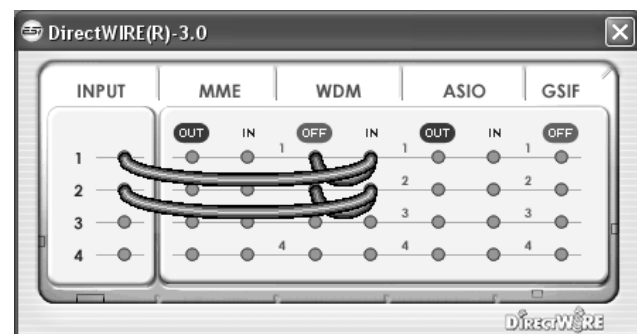 ESI DirectWIRE(R)-3.0
INPUT MME WDM ASIO GSIF
OUT IN OFF IN OUT IN OFF
1 1 1 1
2 2 2
3 3 3
4 4 4 4
DIRECTWIRE